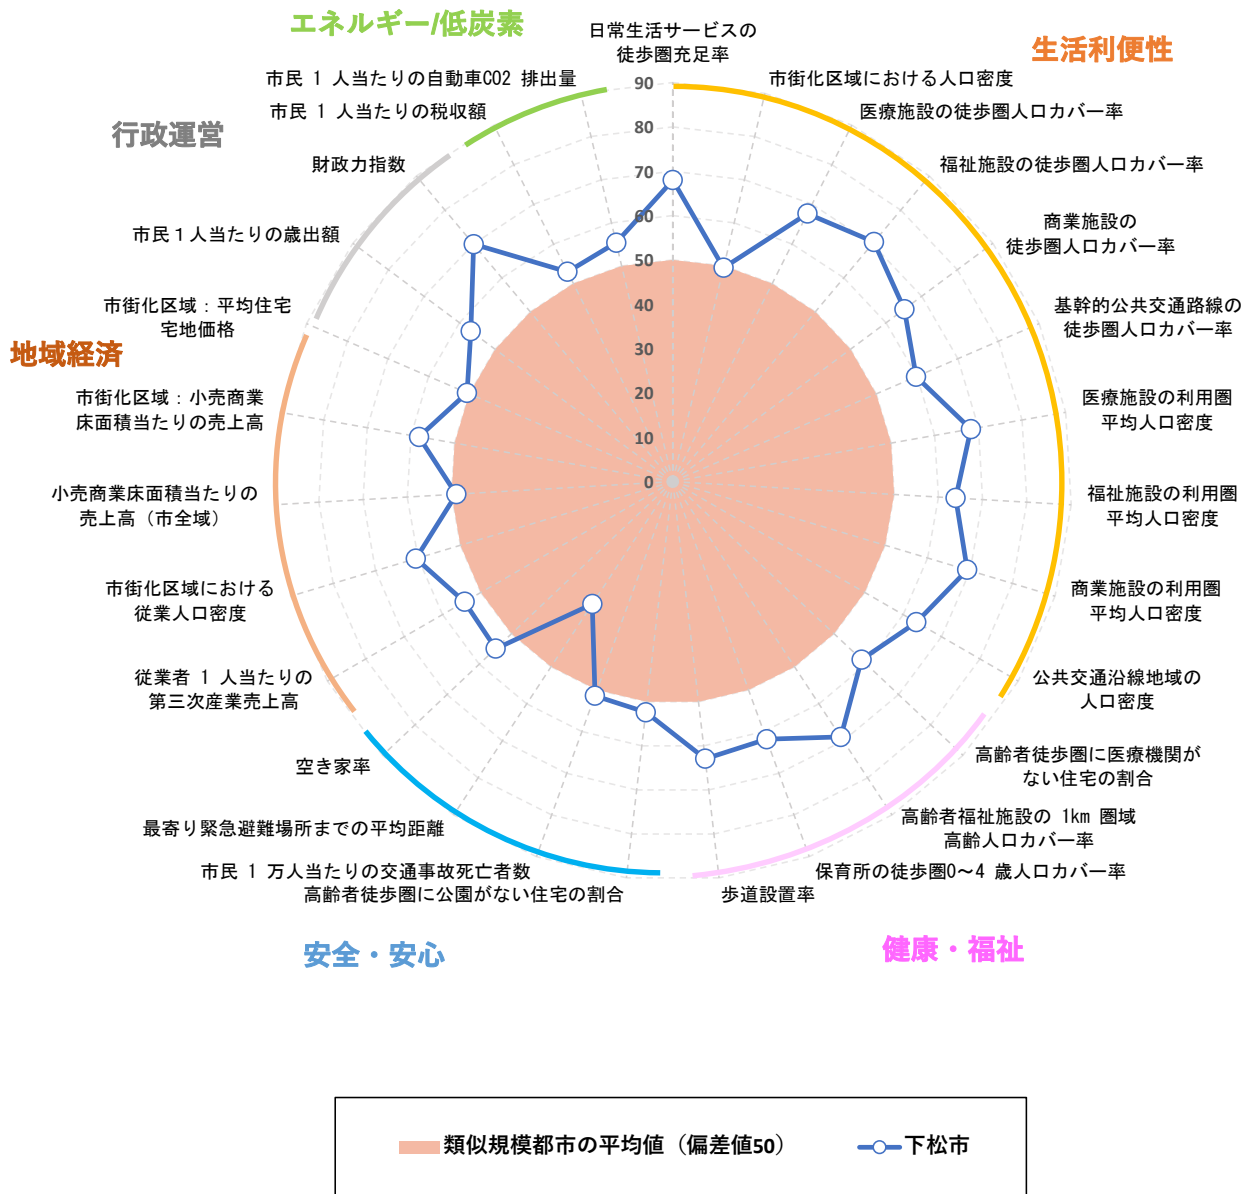 エネルギー/低炭素
生活利便性
行政運営
地域経済
安全・安心
健康・福祉
日常生活サービスの
徒歩圏充足率
市街化区域における人口密度
医療施設の徒歩圏人口カバー率
福祉施設の徒歩圏人口カバー率
商業施設の
徒歩圏人口カバー率
基幹的公共交通路線の
徒歩圏人口カバー率
医療施設の利用圏
平均人口密度
福祉施設の利用圏
平均人口密度
商業施設の利用圏
平均人口密度
公共交通沿線地域の
人口密度
高齢者徒歩圏に医療機関が
ない住宅の割合
高齢者福祉施設の 1km 圏域
高齢人口カバー率
保育所の徒歩圏0～4 歳人口カバー率
歩道設置率
高齢者徒歩圏に公園がない住宅の割合
市民 1 万人当たりの交通事故死亡者数
最寄り緊急避難場所までの平均距離
空き家率
従業者 1 人当たりの
第三次産業売上高
市街化区域における
従業人口密度
小売商業床面積当たりの
売上高（市全域）
市街化区域：小売商業
床面積当たりの売上高
市街化区域：平均住宅
宅地価格
市民１人当たりの歳出額
財政力指数
市民 1 人当たりの税収額
市民 1 人当たりの自動車CO2 排出量
90
80
70
60
50
40
30
20
10
0
類似規模都市の平均値（偏差値50）
下松市